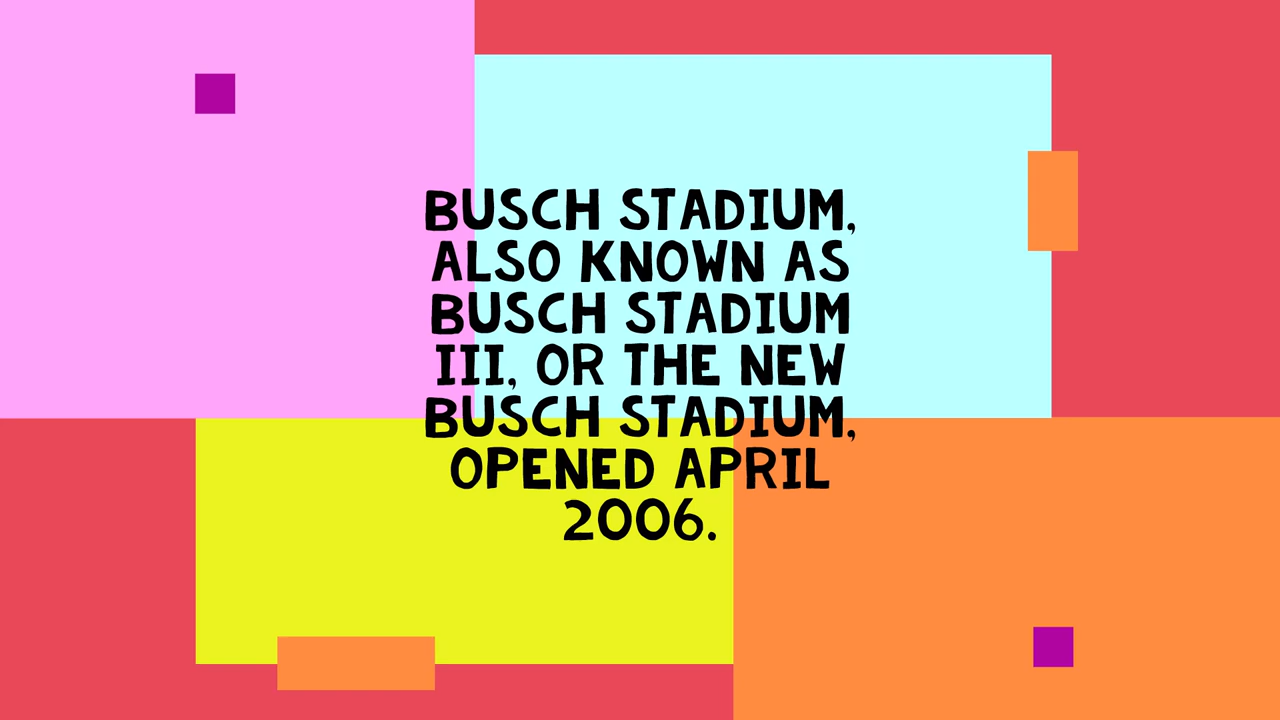 BUSCH STADIUM,
ALSO KNOWN AS
BUSCH STADIUM
III, OR THE NEW
BUSCH STADIUM,
OPENED APRIL
2006.